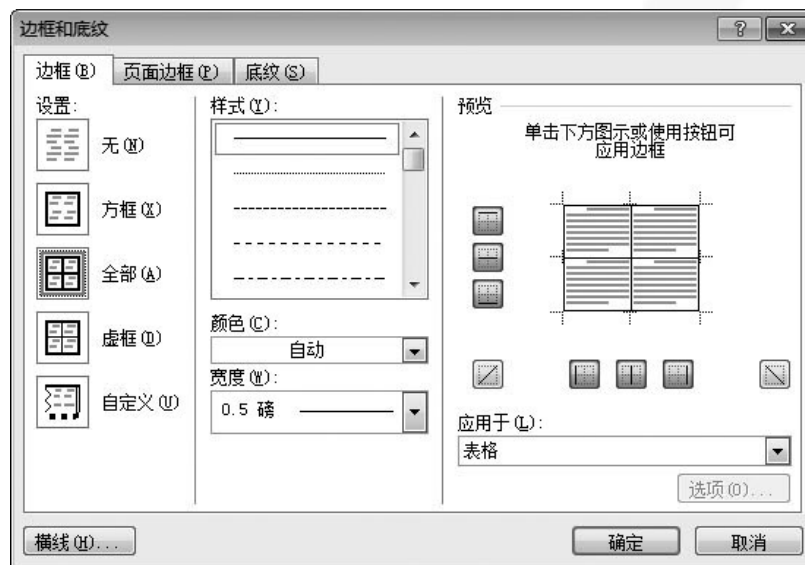 边框和底纹
边框(B) 页面边框(P) 底纹(S)
设置:
无(N)
方框(X)
全部(A)
虚框(D)
自定义(U)
样式(Y):
颜色(C):
自动
宽度(W):
0.5 磅
预览
单击下方图示或使用按钮可
应用边框
应用于(L):
表格
选项(O)...
横线(H)...
确定
取消